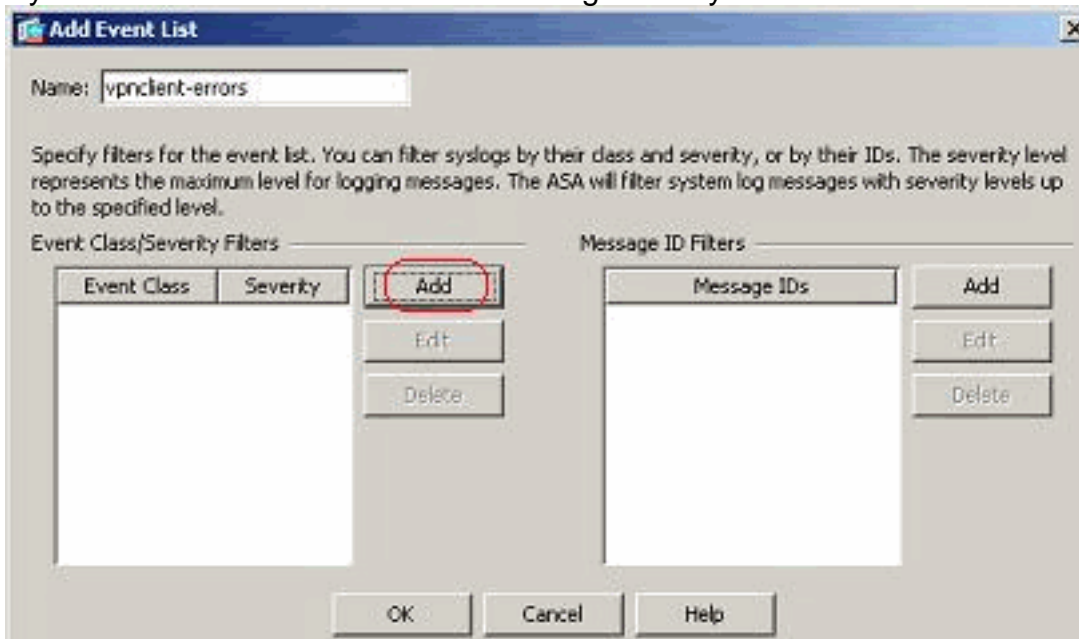 Add Event List
Name: vpnclient-errors
Specify filters for the event list. You can filter syslogs by their class and severity, or by their IDs. The severity level
represents the maximum level for logging messages. The ASA will filter system log messages with severity levels up
to the specified level.
Event Class/Severity Filters
Event Class Severity
Add
Edit
Delete
Message ID Filters
Message IDs
Add
Edit
Delete
OK Cancel Help